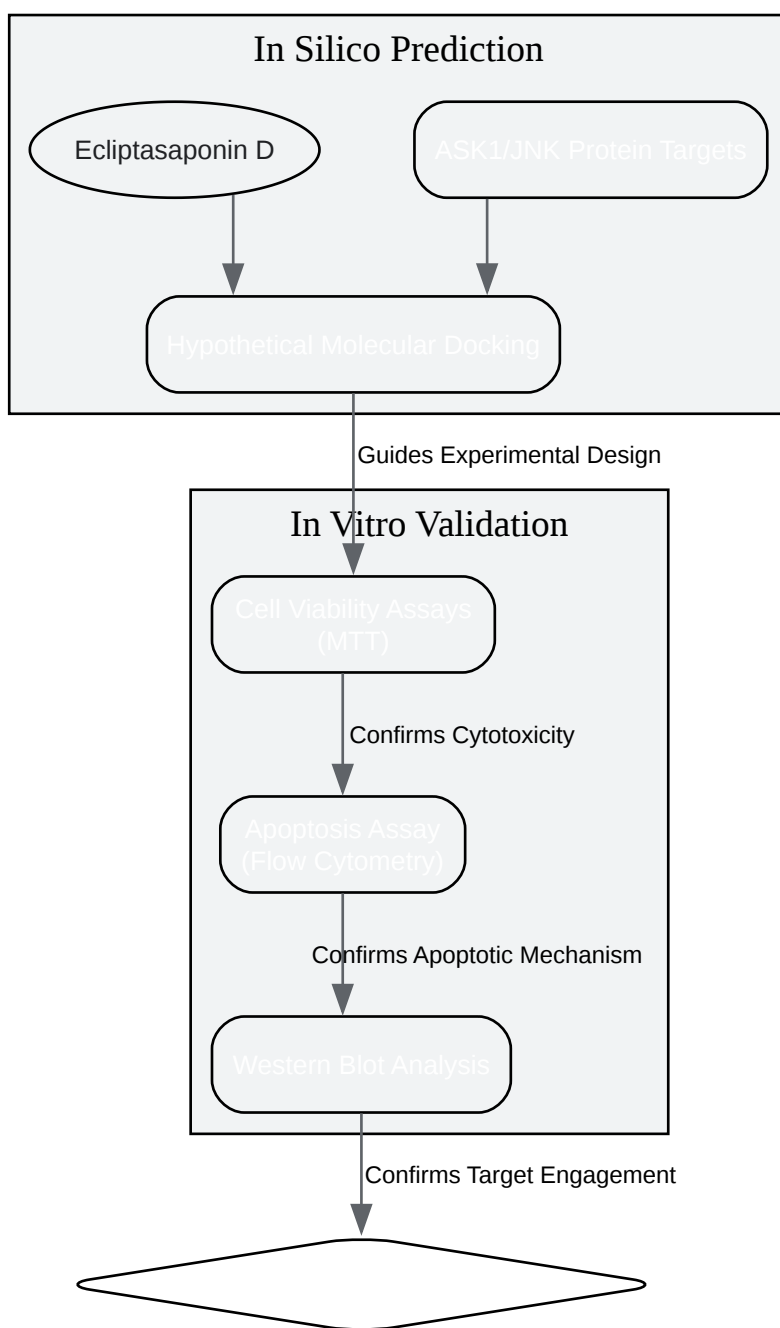 In Silico Prediction
Ecliptasaponin D
ASK1/JNK Protein Targets
Hypothetical Molecular Docking
Guides Experimental Design
In Vitro Validation
Cell Viability Assays
(MTT)
Confirms Cytotoxicity
Apoptosis Assay
(Flow Cytometry)
Confirms Apoptotic Mechanism
Western Blot Analysis
Confirms Target Engagement